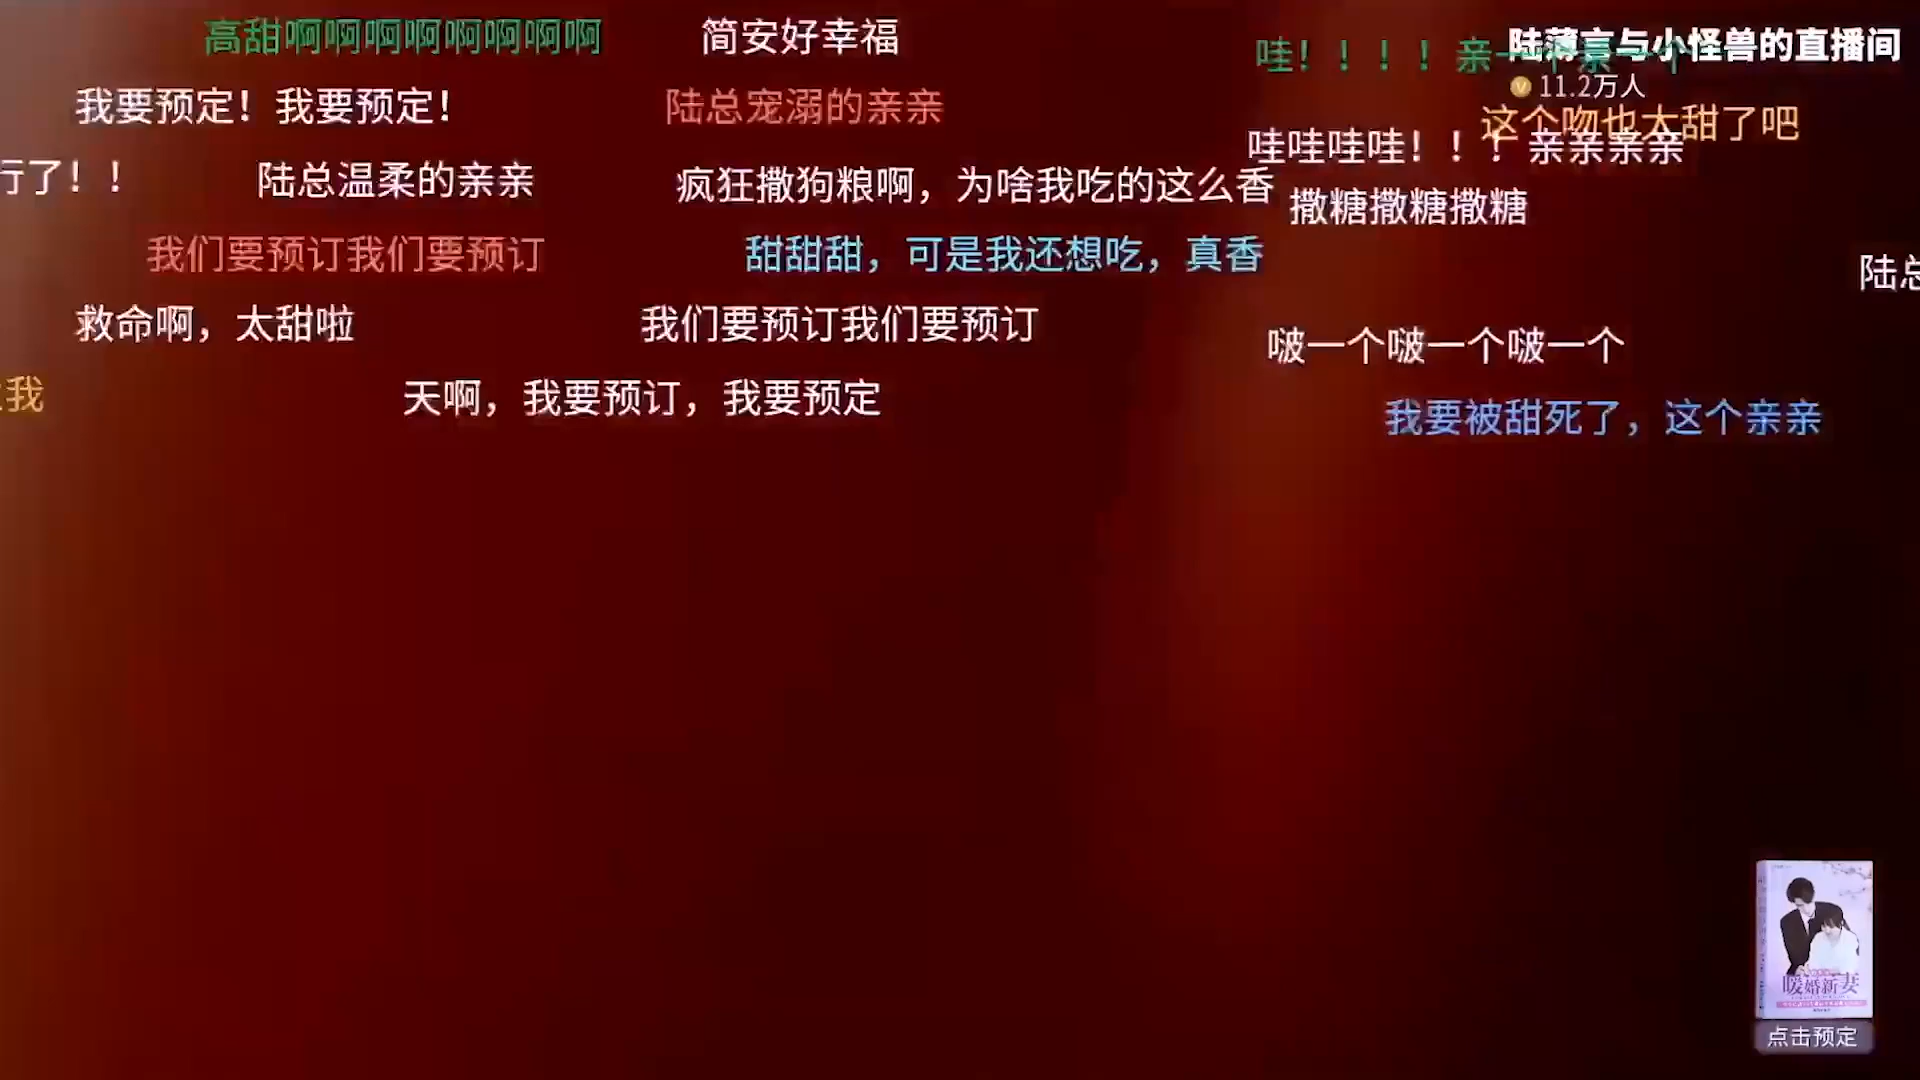 高甜啊啊啊啊啊啊啊啊
简安好幸福
哇！！！！亲一个亲一个
陆薄言与小怪兽的直播间
11.2万人
我要预定！我要预定！
陆总宠溺的亲亲
这个吻也太甜了吧
哇哇哇哇！！！亲亲亲亲
行了！！
陆总温柔的亲亲
疯狂撒狗粮啊，为啥我吃的这么香
撒糖撒糖撒糖
我们要预订我们要预订
甜甜甜，可是我还想吃，真香
陆总
救命啊，太甜啦
我们要预订我们要预订
啵一个啵一个啵一个
我
天啊，我要预订，我要预定
我要被甜死了，这个亲亲
暖婚新妻
点击预定